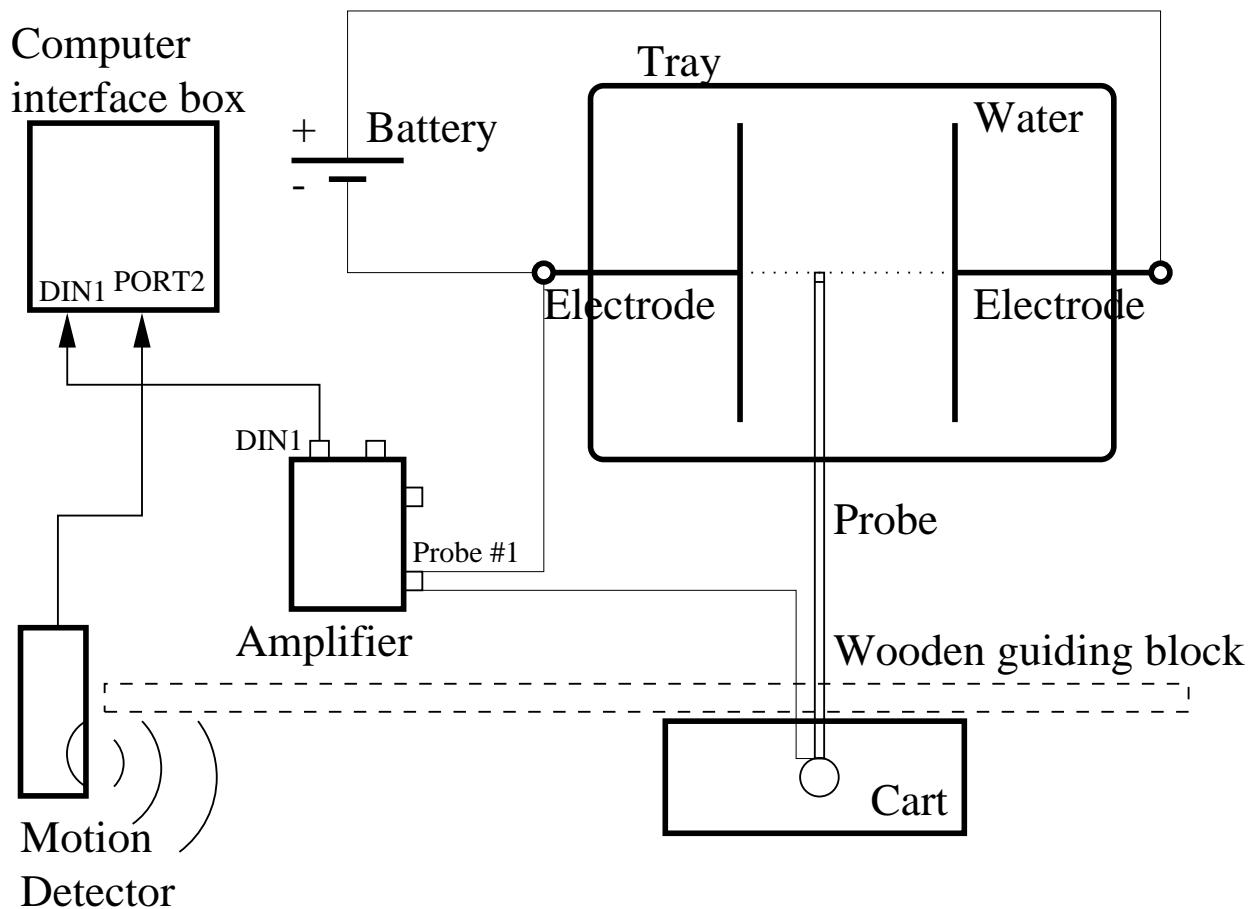 Computer
interface box
DIN1
PORT2
+
-
Battery
Tray
Water
Electrode
Electrode
DIN1
Probe #1
Amplifier
Probe
Wooden guiding block
Cart
Motion
Detector